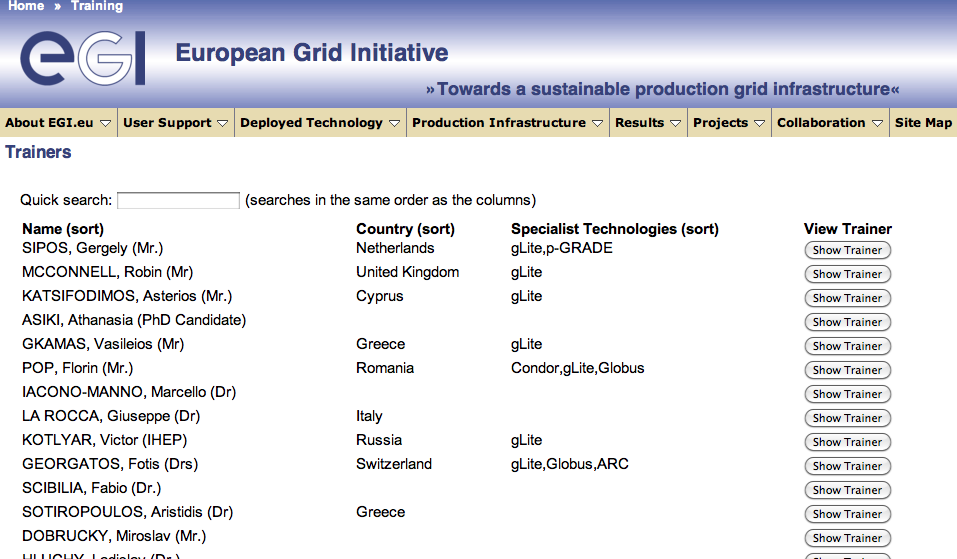 Home » Training
eGI European Grid Initiative
»Towards a sustainable production grid infrastructure«
About EGI.eu User Support Deployed Technology Production Infrastructure Results Projects Collaboration Site Map
Trainers
Quick search: (searches in the same order as the columns)
Name (sort) Country (sort) Specialist Technologies (sort) View Trainer
SIPOS, Gergely (Mr.) Netherlands gLite,p-GRADE Show Trainer
MCCONNELL, Robin (Mr) United Kingdom gLite Show Trainer
KATSIFODIMOS, Asterios (Mr.) Cyprus gLite Show Trainer
ASIKI, Athanasia (PhD Candidate) Show Trainer
GKAMAS, Vasileios (Mr) Greece gLite Show Trainer
POP, Florin (Mr.) Romania Condor,gLite,Globus Show Trainer
IACONO-MANNO, Marcello (Dr) Show Trainer
LA ROCCA, Giuseppe (Dr) Italy Show Trainer
KOTLYAR, Victor (IHEP) Russia gLite Show Trainer
GEORGATOS, Fotis (Drs) Switzerland gLite,Globus,ARC Show Trainer
SCIBILIA, Fabio (Dr.) Show Trainer
SOTIROPOULOS, Aristidis (Dr) Greece Show Trainer
DOBRUCKY, Miroslav (Mr.) Show Trainer
HLUCHY, Ladislav (Dr.)